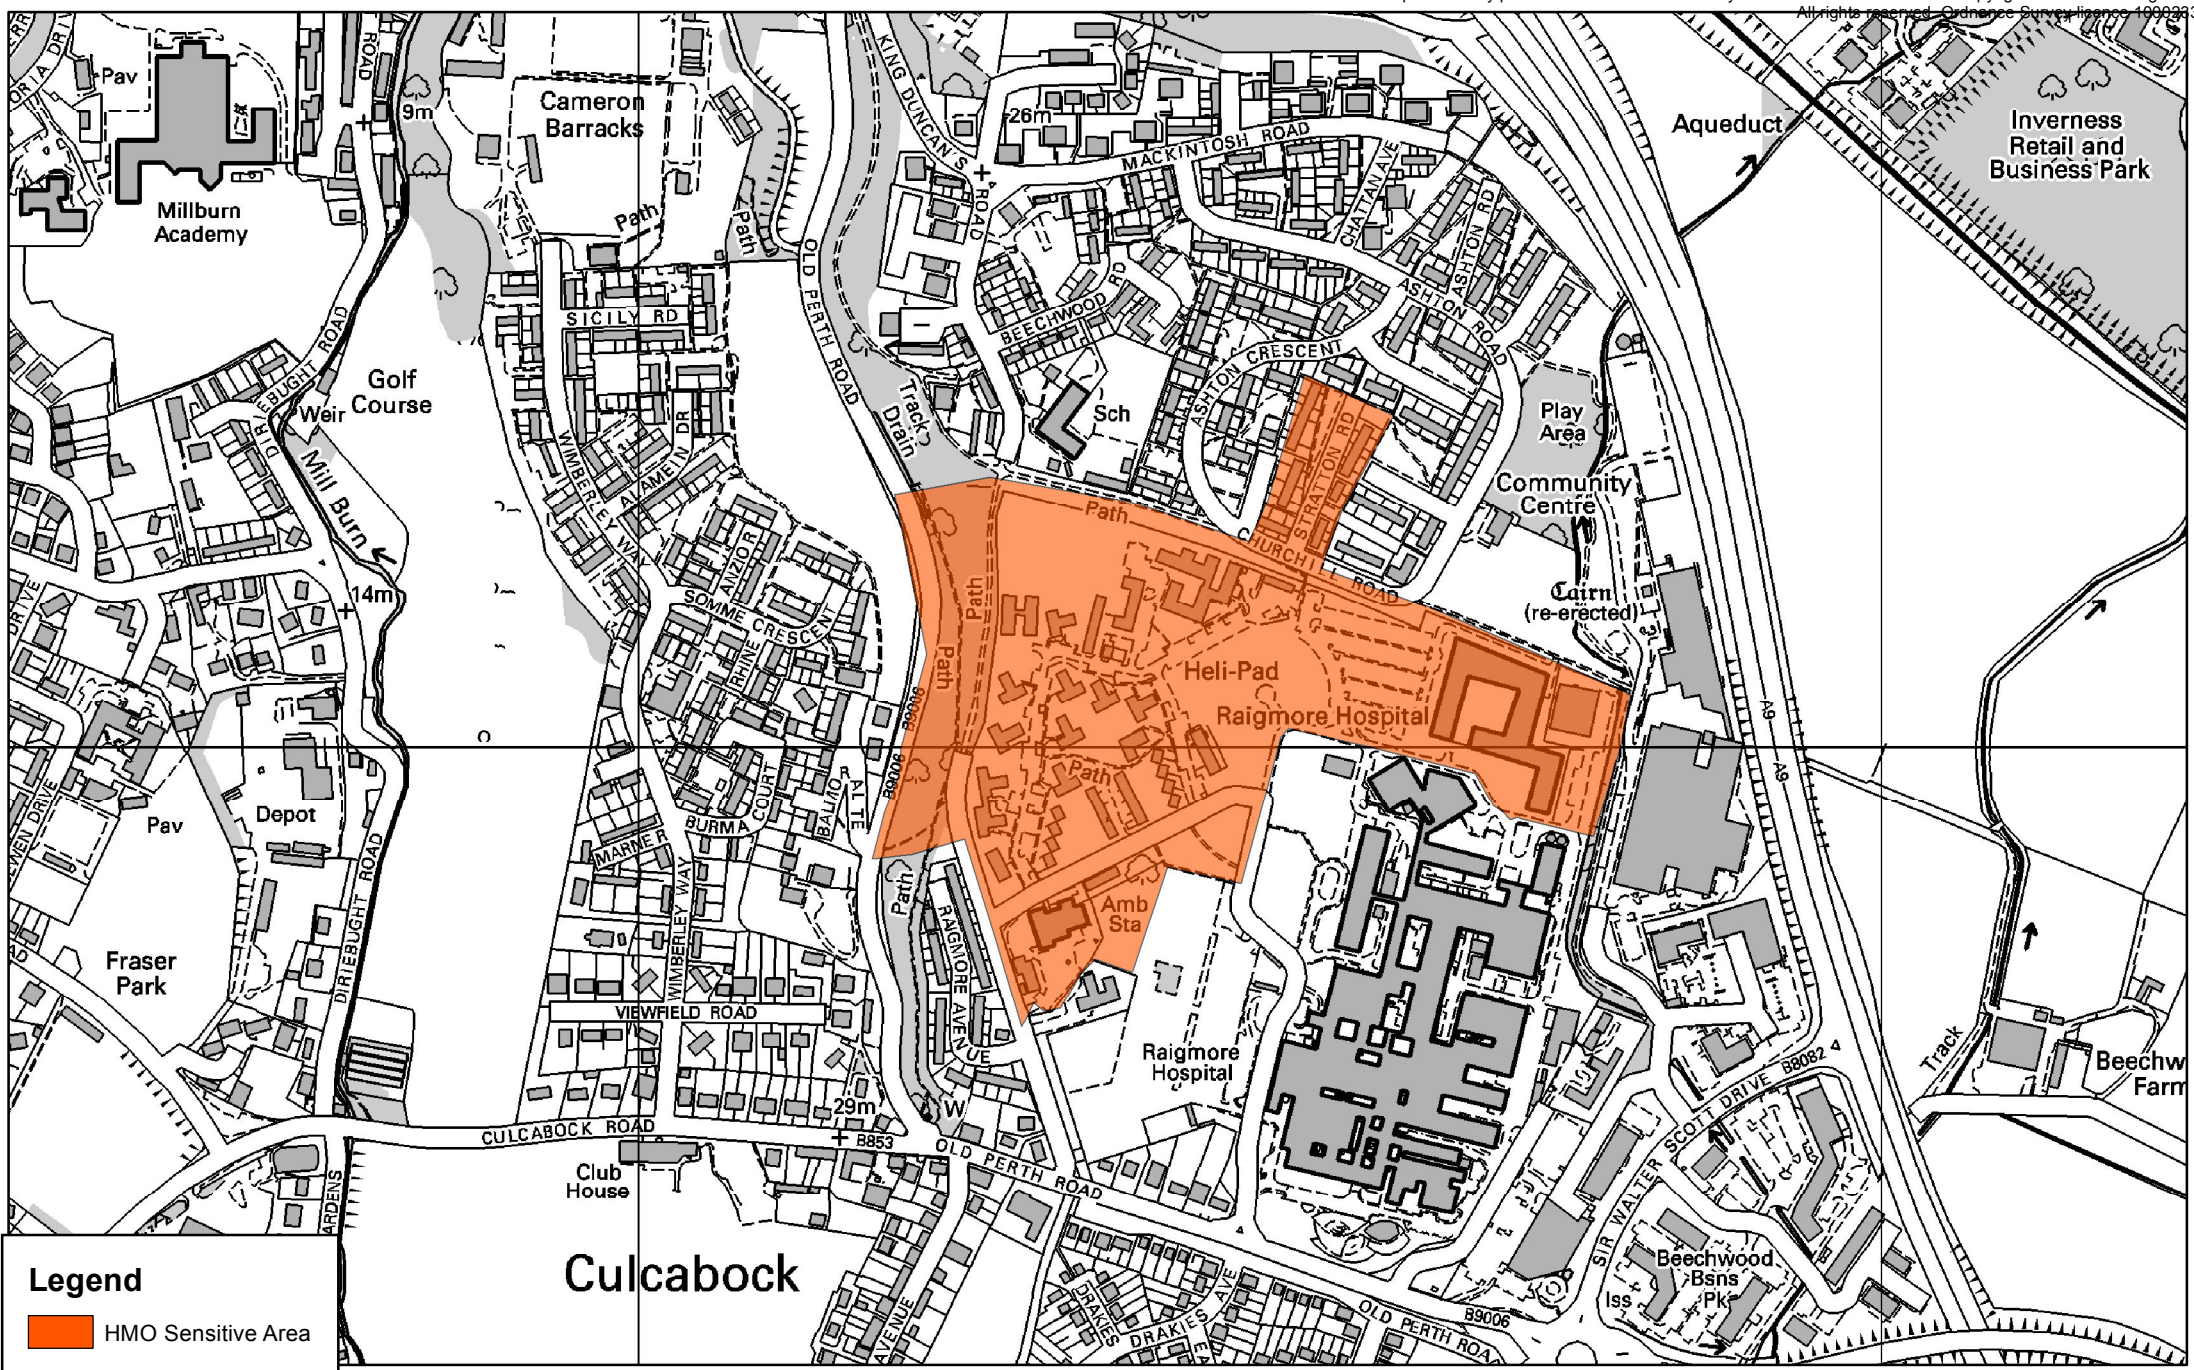 All rights reserved. Ordnance Survey licence
ROAD
Pav
9m
Cameron
Barracks
KING DUNCAN'S
ROAD
26m
MACKINTOSH ROAD
CHATTAN AVE
ASHTON RD
ASHTON RD
Aqueduct
Inverness
Retail and
Business Park
Millburn
Academy
Path
Path
OLD PERTH ROAD
SICILY RD
BEECHWOOD RD
ASHTON ROAD
ASHTON CRESCENT
DIRIEBUGHT ROAD
Golf
Course
Weir
Mill Burn
Track
Drain
Sch
Play
Area
STRATTON RD
WIMBERLEY WAY
ALAMEIN DR
Community
Centre
Path
CHURCHILL ROAD
ANZIO R
14m
DRIVE
SOMME CRESCENT
RHINE
Path
Path
Cairn
(re-erected)
Heli-Pad
Raigmore Hospital
B9006
B9006
A9
A9
Depot
Pav
BURMA COURT
MARNE R
Path
DRIEBUGHT ROAD
WIMBERLEY WAY
Path
RAIGMORE AVENUE
Amb
Sta
Fraser
Park
VIEWFIELD ROAD
Raigmore
Hospital
Track
Beechw
Farm
SIR WALTER SCOTT DRIVE B8082
29m
W
CULCABOCK ROAD
B853
OLD PERTH ROAD
Club
House
ARDENS
Culcabock
AVENUE
DRAKIES
DRAKIES AVE
OLD PERTH ROA
B9006
Beechwood
Bsns
Pk
Iss
Legend
HMO Sensitive Area